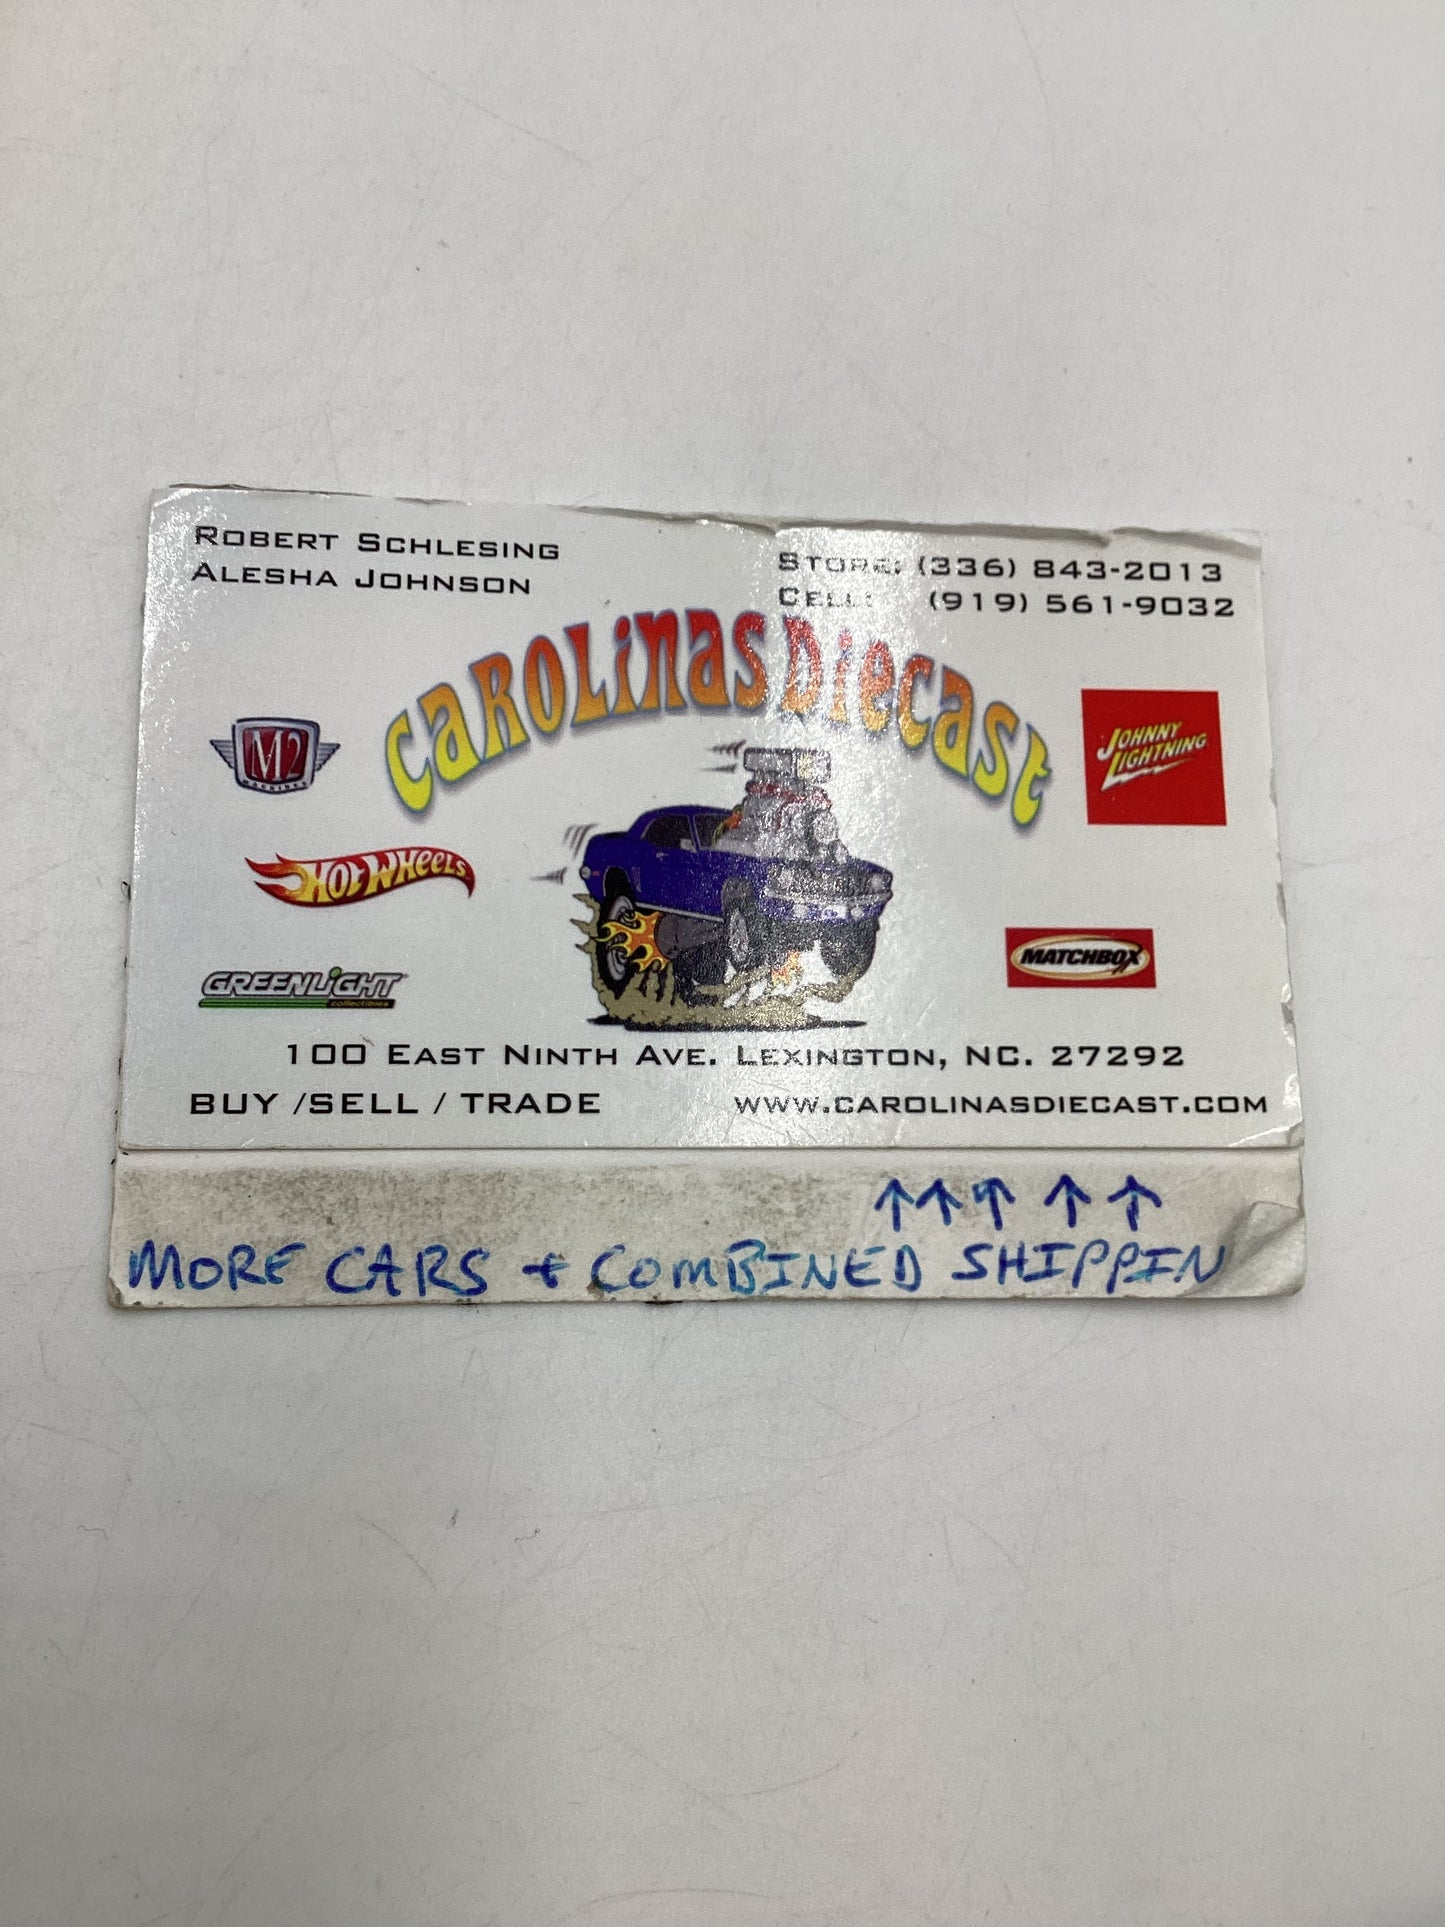 ROBERT SCHLESING
ALESHA JOHNSON
STORE: (336) 843-2013
CELL: (919) 561-9032
CAROLiNAS DiECAST
M2
MACHINES
JOHNNY
LIGHTNING
HOT WHEELS
MATCHBOX
GREENLiGHT
collectibles
100 EAST NINTH AVE. LEXINGTON, NC. 27292
BUY /SELL / TRADE
WWW.CAROLINASDIECAST.COM
↑↑↑↑↑
MORE CARS + COMBINED SHIPPIN